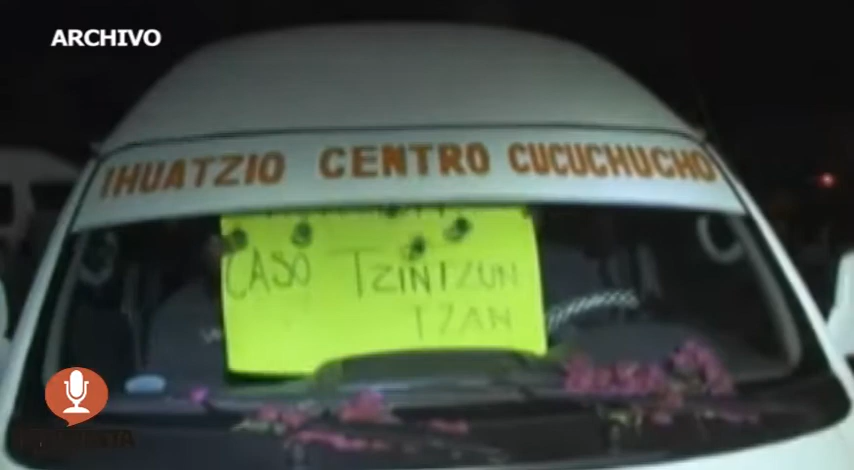 ARCHIVO
IHUATZIO CENTRO CUCUCHUCHO
CASO TZINTZUN
TZAN